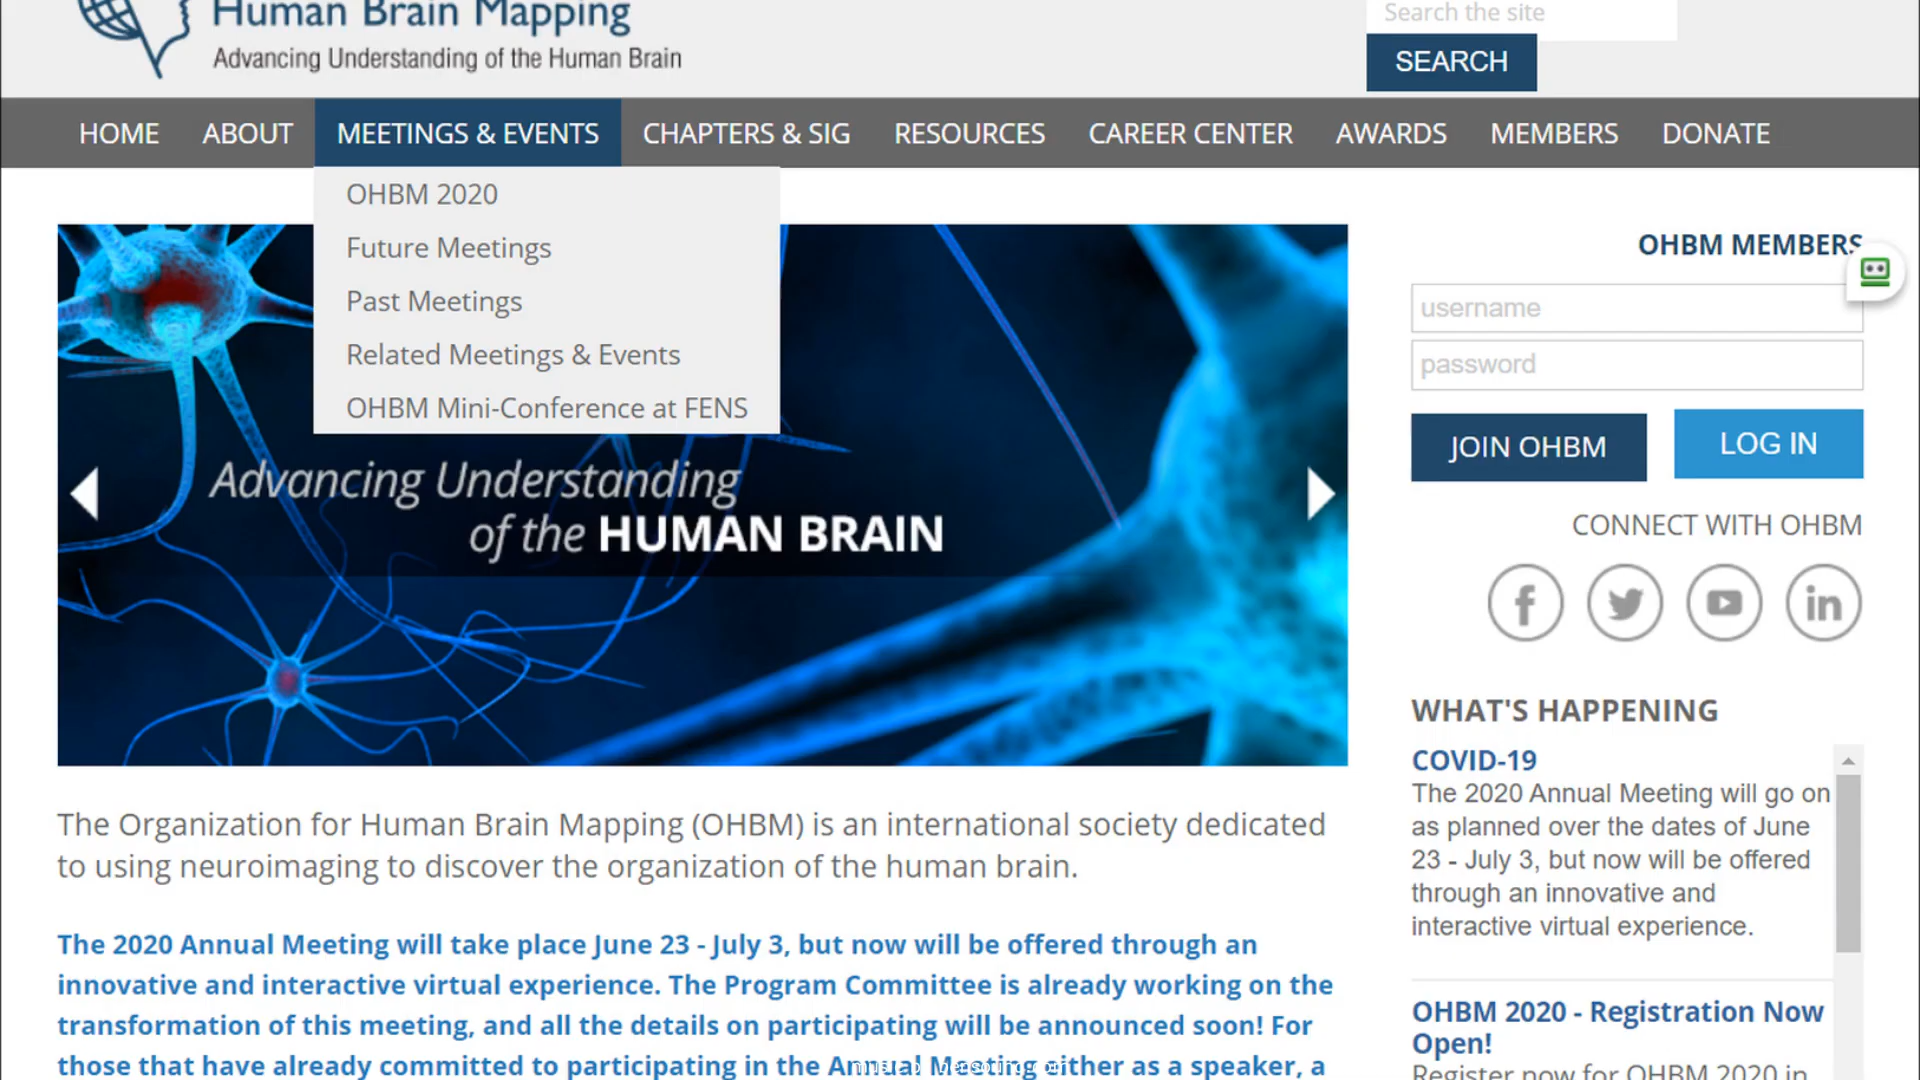 Human Brain Mapping
Advancing Understanding of the Human Brain
Search the site
SEARCH
HOME ABOUT MEETINGS & EVENTS CHAPTERS & SIG RESOURCES CAREER CENTER AWARDS MEMBERS DONATE
OHBM 2020
Future Meetings
Past Meetings
Related Meetings & Events
OHBM Mini-Conference at FENS
Advancing Understanding
of the HUMAN BRAIN
OHBM MEMBERS
username
password
JOIN OHBM LOG IN
CONNECT WITH OHBM
WHAT'S HAPPENING
COVID-19
The 2020 Annual Meeting will go on
as planned over the dates of June
23 - July 3, but now will be offered
through an innovative and
interactive virtual experience.
OHBM 2020 - Registration Now
Open!
Register now for OHBM 2020 in
The Organization for Human Brain Mapping (OHBM) is an international society dedicated
to using neuroimaging to discover the organization of the human brain.
The 2020 Annual Meeting will take place June 23 - July 3, but now will be offered through an
innovative and interactive virtual experience. The Program Committee is already working on the
transformation of this meeting, and all the details on participating will be announced soon! For
those that have already committed to participating in the Annual Meeting either as a speaker, a